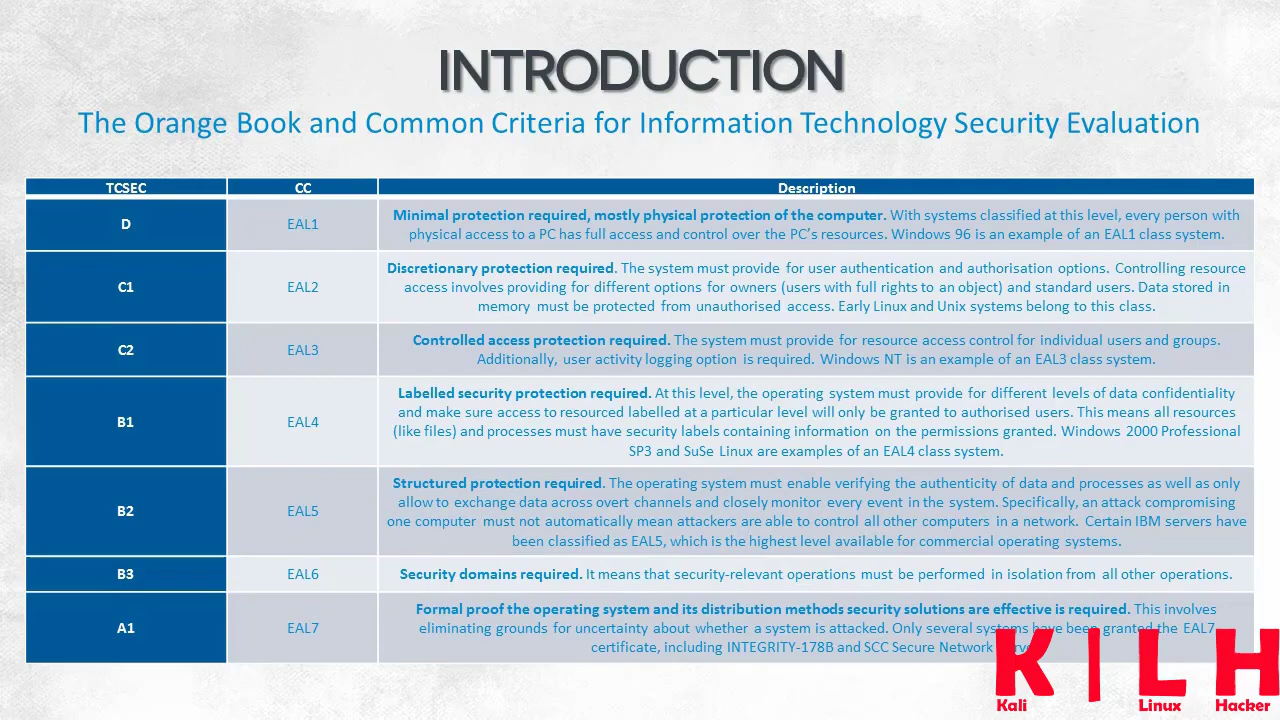 INTRODUCTION
The Orange Book and Common Criteria for Information Technology Security Evaluation
TCSEC CC Description
D EAL1 Minimal protection required, mostly physical protection of the computer. With systems classified at this level, every person with
physical access to a PC has full access and control over the PC's resources. Windows 96 is an example of an EAL1 class system.
C1 EAL2 Discretionary protection required. The system must provide for user authentication and authorisation options. Controlling resource
access involves providing for different options for owners (users with full rights to an object) and standard users. Data stored in
memory must be protected from unauthorised access. Early Linux and Unix systems belong to this class.
C2 EAL3 Controlled access protection required. The system must provide for resource access control for individual users and groups.
Additionally, user activity logging option is required. Windows NT is an example of an EAL3 class system.
B1 EAL4 Labelled security protection required. At this level, the operating system must provide for different levels of data confidentiality
and make sure access to resourced labelled at a particular level will only be granted to authorised users. This means all resources
(like files) and processes must have security labels containing information on the permissions granted. Windows 2000 Professional
SP3 and SuSe Linux are examples of an EAL4 class system.
B2 EAL5 Structured protection required. The operating system must enable verifying the authenticity of data and processes as well as only
allow to exchange data across overt channels and closely monitor every event in the system. Specifically, an attack compromising
one computer must not automatically mean attackers are able to control all other computers in a network. Certain IBM servers have
been classified as EAL5, which is the highest level available for commercial operating systems.
B3 EAL6 Security domains required. It means that security-relevant operations must be performed in isolation from all other operations.
A1 EAL7 Formal proof the operating system and its distribution methods security solutions are effective is required. This involves
eliminating grounds for uncertainty about whether a system is attacked. Only several systems have been granted the EAL7
certificate, including INTEGRITY-178B and SCC Secure Network
K | L H
Kali Linux Hacker